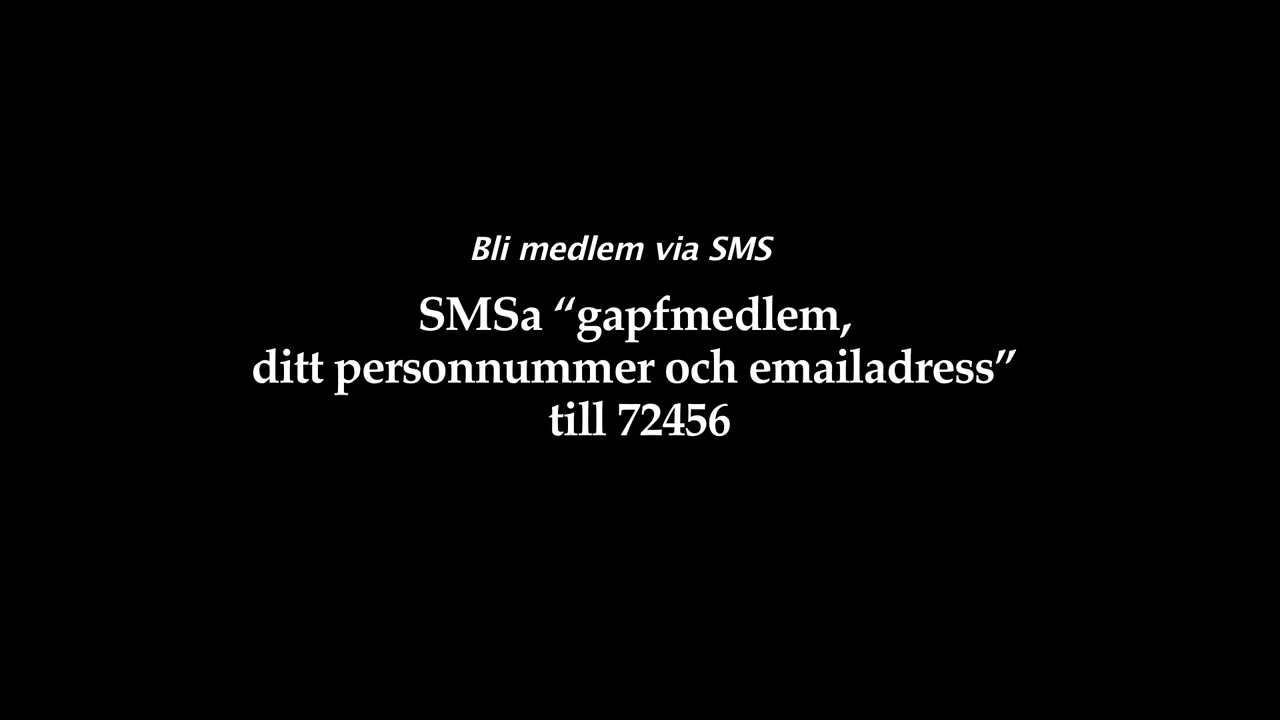 Bli medlem via SMS
SMSa “gapfmedlem,
ditt personnummer och emailadress”
till 72456